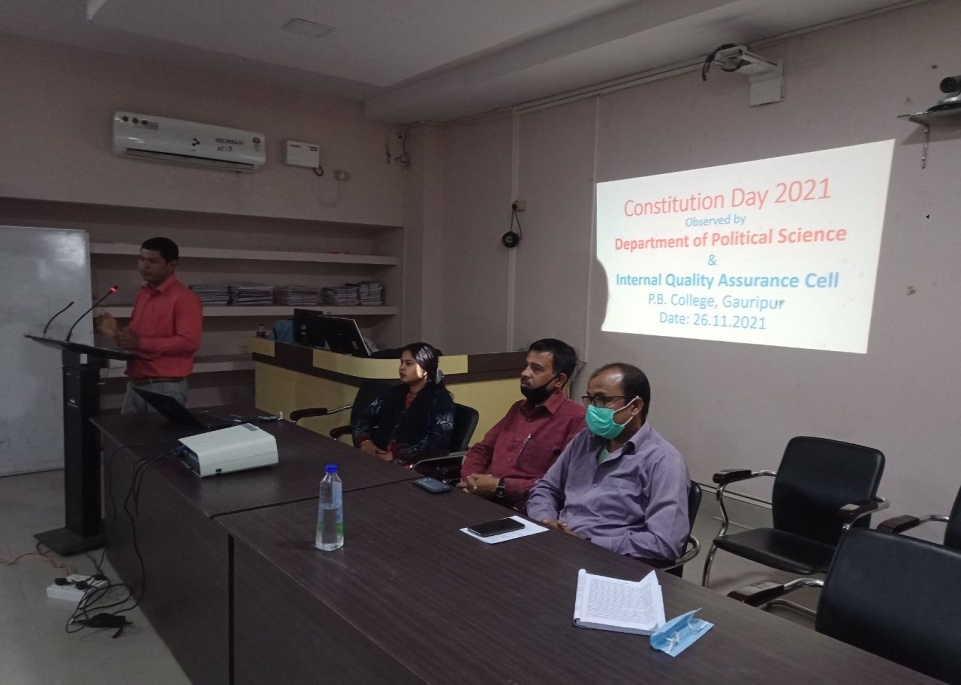 Constitution Day 2021
Observed by
Department of Political Science
&
Internal Quality Assurance Cell
P.B. College, Gauripur
Date: 26.11.2021